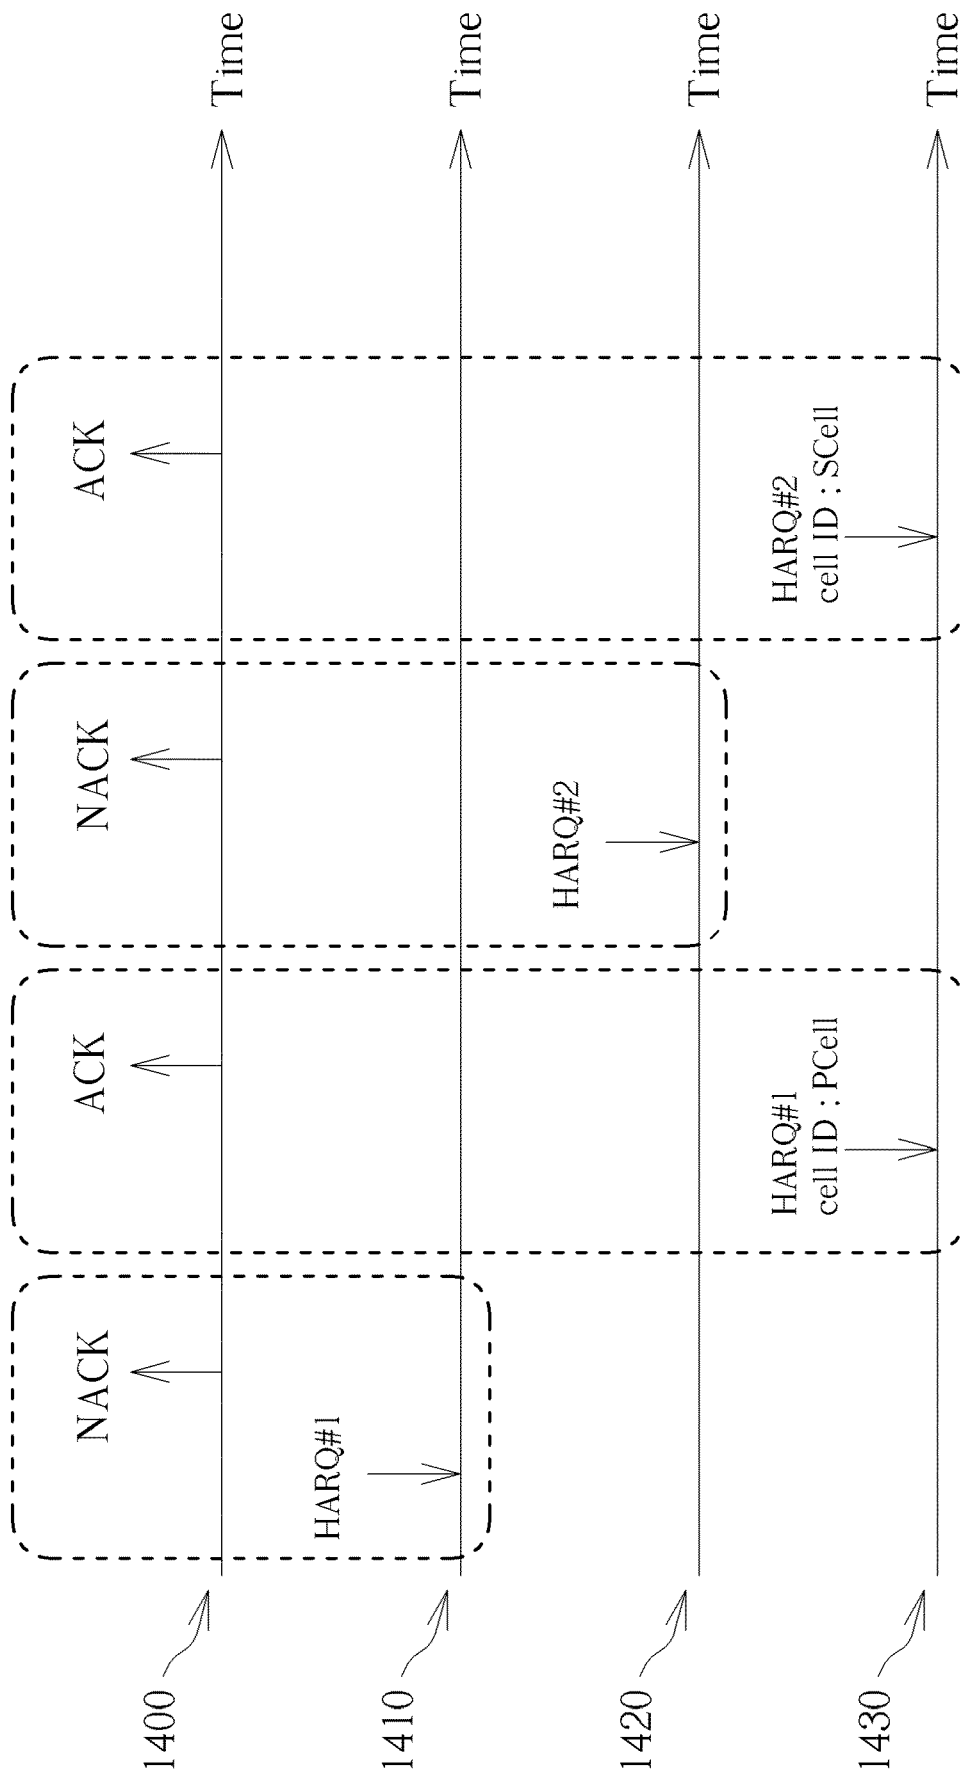 1400
NACK
ACK
NACK
ACK
Time
1410
HARQ#1
Time
1420
HARQ#2
Time
1430
HARQ#1
cell ID : PCell
HARQ#2
cell ID : SCell
Time